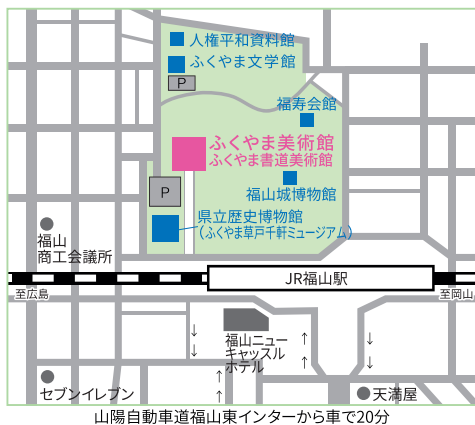 人権平和資料館
ふくやま文学館
P
福寿会館
ふくやま美術館
ふくやま書道美術館
福山城博物館
P
県立歴史博物館
(ふくやま草戸千軒ミュージアム)
福山
商工会議所
JR福山駅
至広島
至岡山
福山ニュー
キャッスル
ホテル
セブンイレブン
天満屋
山陽自動車道福山東インターから車で20分